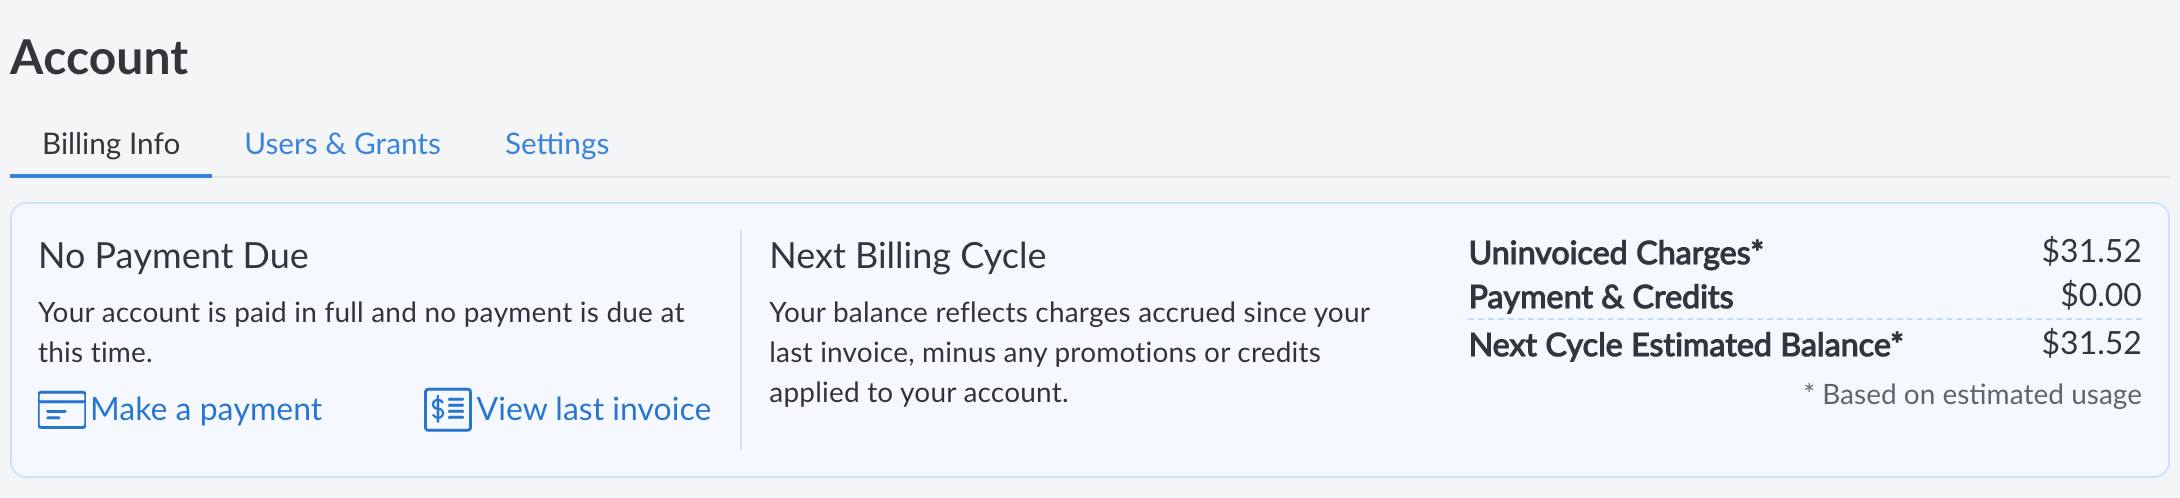 Account
Billing Info
Users & Grants
Settings
No Payment Due
Your account is paid in full and no payment is due at
this time.
Make a payment
View last invoice
Next Billing Cycle
Your balance reflects charges accrued since your
last invoice, minus any promotions or credits
applied to your account.
Uninvoiced Charges* $31.52
Payment & Credits $0.00
Next Cycle Estimated Balance* $31.52
* Based on estimated usage